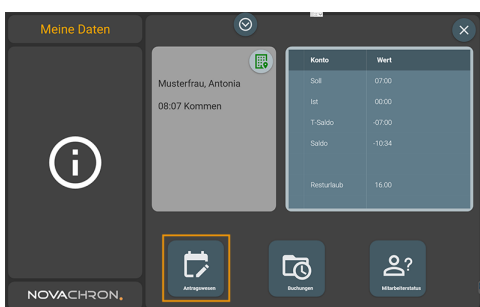 Meine Daten
Musterfrau, Antonia
08:07 Kommen
Konto Wert
Soll 07:00
Ist 00:00
T-Saldo -07:00
Saldo -10:34
Resturlaub 16.00
Antragswesen
Buchungen
?
Mitarbeiterstatus
NOVACHRON.